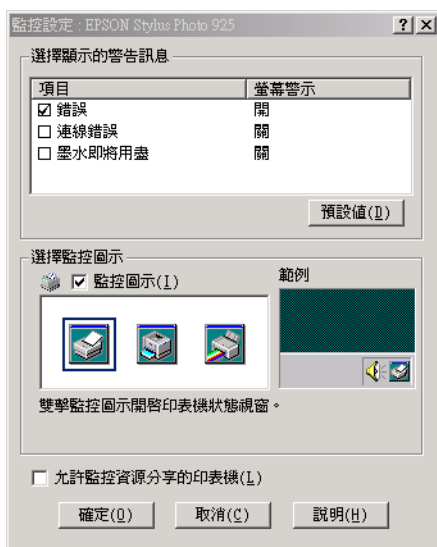 監控設定 : EPSON Stylus Photo 925
選擇顯示的警告訊息
項目 螢幕警示
錯誤 開
連線錯誤 關
墨水即將用盡 關
預設值(D)
選擇監控圖示
監控圖示(I)
範例
雙擊監控圖示開啓印表機狀態視窗。
允許監控資源分享的印表機(L)
確定(O) 取消(C) 說明(H)